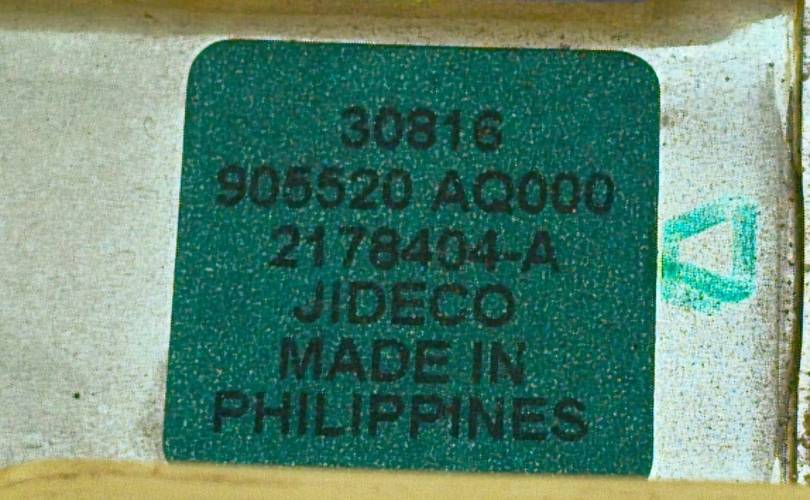 30816
905520 AQ000
2178404-A
JIDECO
MADE IN
PHILIPPINES